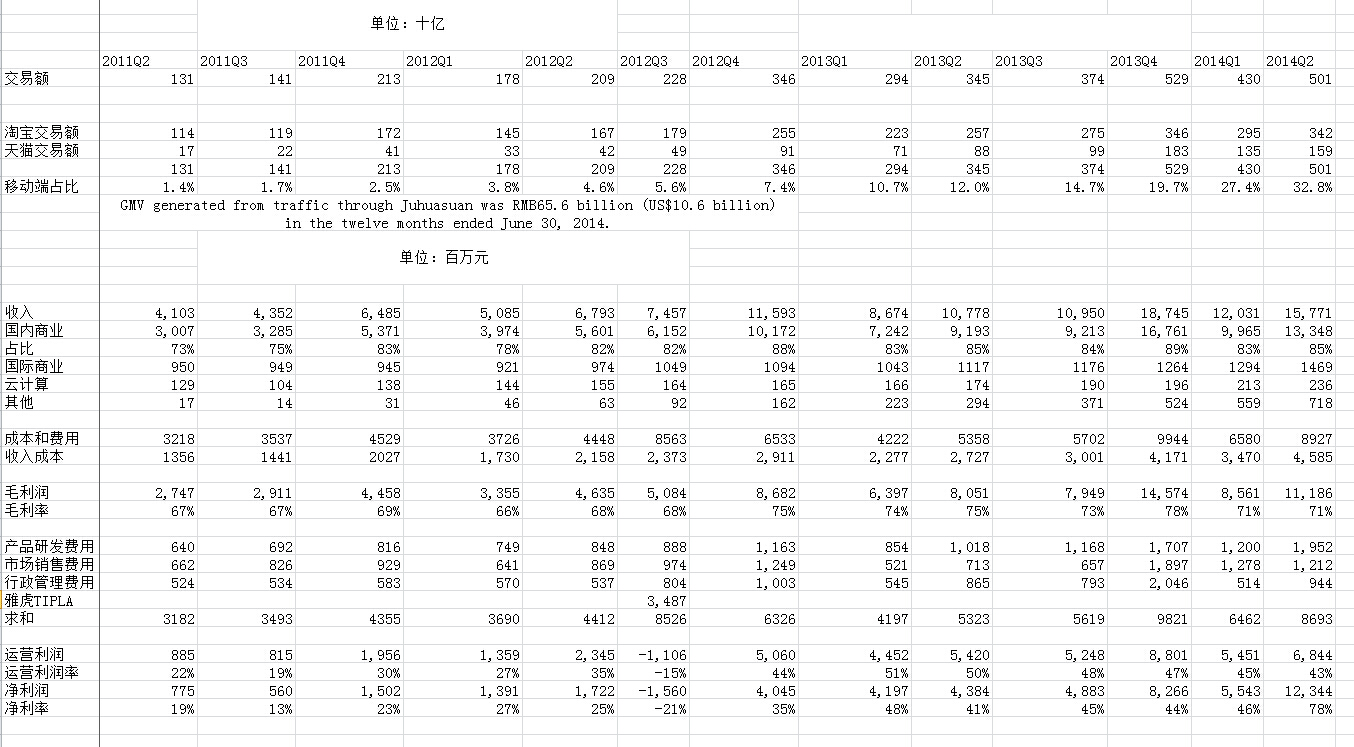 单位：十亿
2011Q2 2011Q3 2011Q4 2012Q1 2012Q2 2012Q3 2012Q4 2013Q1 2013Q2 2013Q3 2013Q4 2014Q1 2014Q2
交易额 131 141 213 178 209 228 346 294 345 374 529 430 501
淘宝交易额 114 119 172 145 167 179 255 223 257 275 346 295 342
天猫交易额 17 22 41 33 42 49 91 71 88 99 183 135 159
131 141 213 178 209 228 346 294 345 374 529 430 501
移动端占比 1.4% 1.7% 2.5% 3.8% 4.6% 5.6% 7.4% 10.7% 12.0% 14.7% 19.7% 27.4% 32.8%
GMV generated from traffic through Juhuasuan was RMB65.6 billion (US$10.6 billion)
in the twelve months ended June 30, 2014.
单位：百万元
收入 4,103 4,352 6,485 5,085 6,793 7,457 11,593 8,674 10,778 10,950 18,745 12,031 15,771
国内商业 3,007 3,285 5,371 3,974 5,601 6,152 10,172 7,242 9,193 9,213 16,761 9,965 13,348
占比 73% 75% 83% 78% 82% 82% 88% 83% 85% 84% 89% 83% 85%
国际商业 950 949 945 921 974 1049 1094 1043 1117 1176 1264 1294 1469
云计算 129 104 138 144 155 164 165 166 174 190 196 213 236
其他 17 14 31 46 63 92 162 223 294 371 524 559 718
成本和费用 3218 3537 4529 3726 4448 8563 6533 4222 5358 5702 9944 6580 8927
收入成本 1356 1441 2027 1,730 2,158 2,373 2,911 2,277 2,727 3,001 4,171 3,470 4,585
毛利润 2,747 2,911 4,458 3,355 4,635 5,084 8,682 6,397 8,051 7,949 14,574 8,561 11,186
毛利率 67% 67% 69% 66% 68% 68% 75% 74% 75% 73% 78% 71% 71%
产品研发费用 640 692 816 749 848 888 1,163 854 1,018 1,168 1,707 1,200 1,952
市场销售费用 662 826 929 641 869 974 1,249 521 713 657 1,897 1,278 1,212
行政管理费用 524 534 583 570 537 804 1,003 545 865 793 2,046 514 944
雅虎TIPLA 3,487
求和 3182 3493 4355 3690 4412 8526 6326 4197 5323 5619 9821 6462 8693
运营利润 885 815 1,956 1,359 2,345 -1,106 5,060 4,452 5,420 5,248 8,801 5,451 6,844
运营利润率 22% 19% 30% 27% 35% -15% 44% 51% 50% 48% 47% 45% 43%
净利润 775 560 1,502 1,391 1,722 -1,560 4,045 4,197 4,384 4,883 8,266 5,543 12,344
净利率 19% 13% 23% 27% 25% -21% 35% 48% 41% 45% 44% 46% 78%